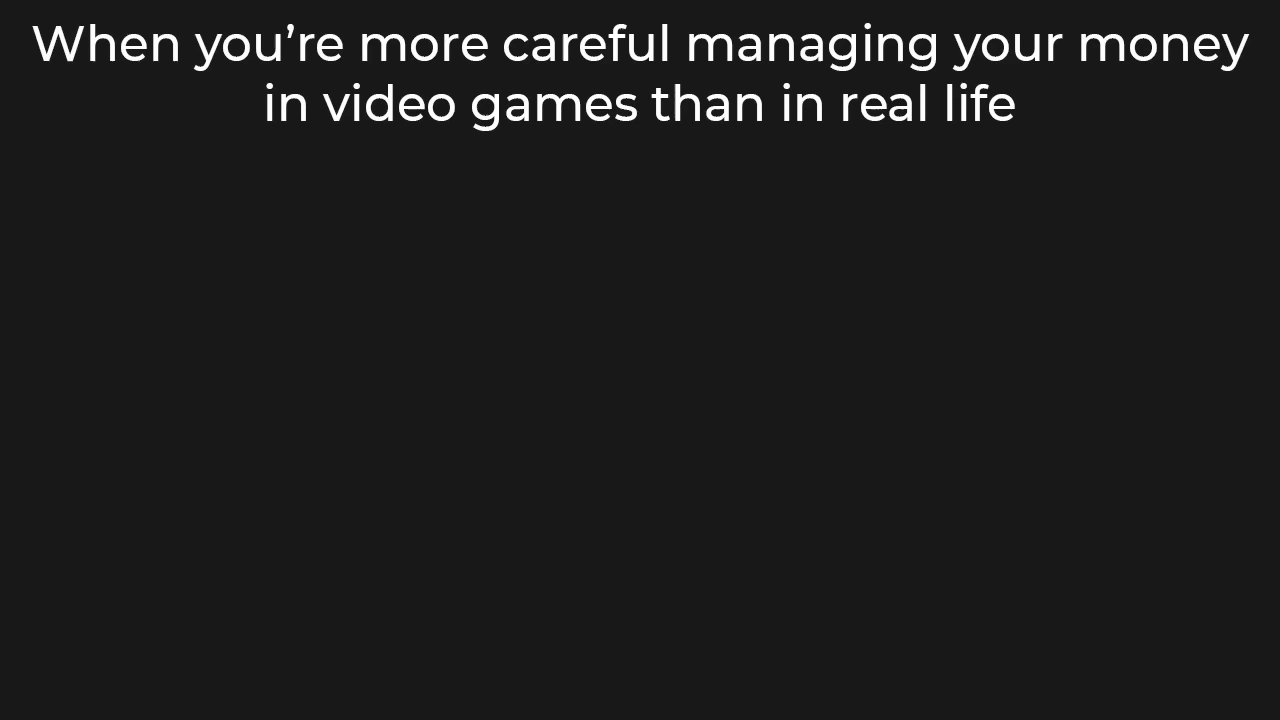 When you’re more careful managing your money
in video games than in real life